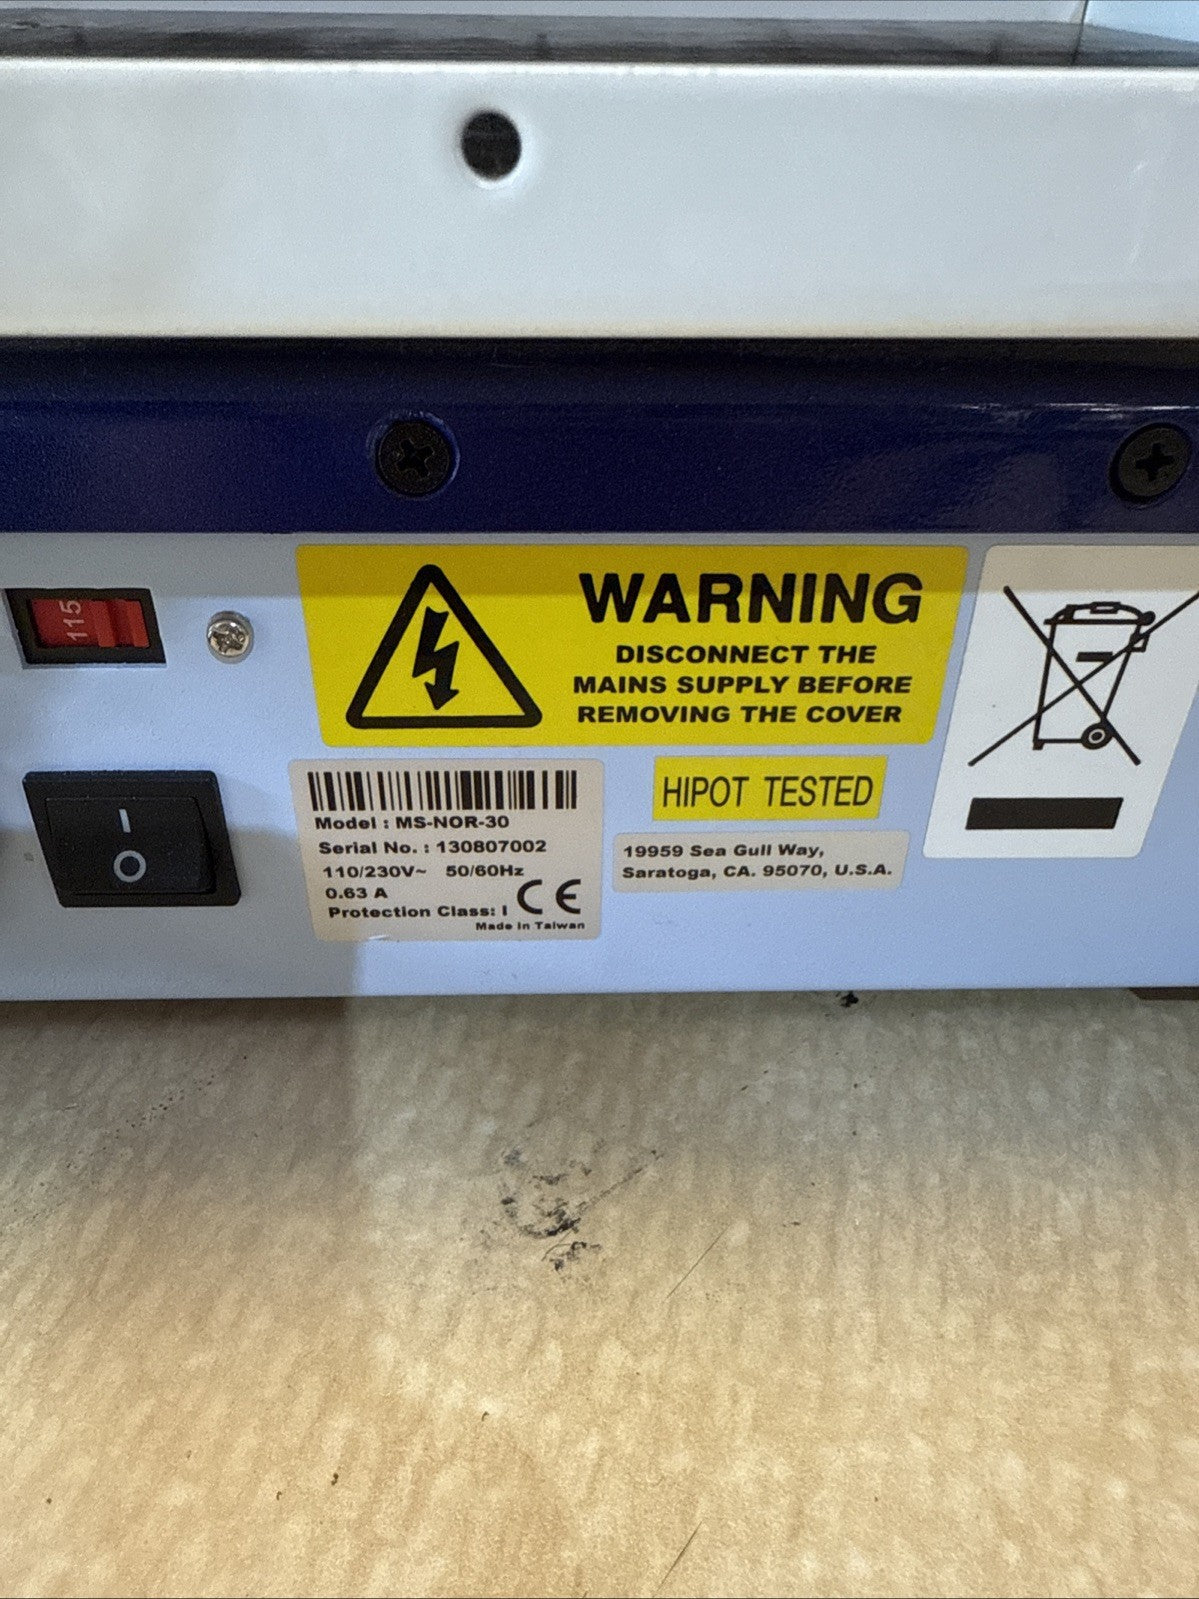 115
WARNING
DISCONNECT THE
MAINS SUPPLY BEFORE
REMOVING THE COVER
HIPOT TESTED
Model : MS-NOR-30
Serial No. : 130807002
110/230V~ 50/60Hz
0.63 A
Protection Class: I
CE
Made in Taiwan
19959 Sea Gull Way,
Saratoga, CA. 95070, U.S.A.
I
O